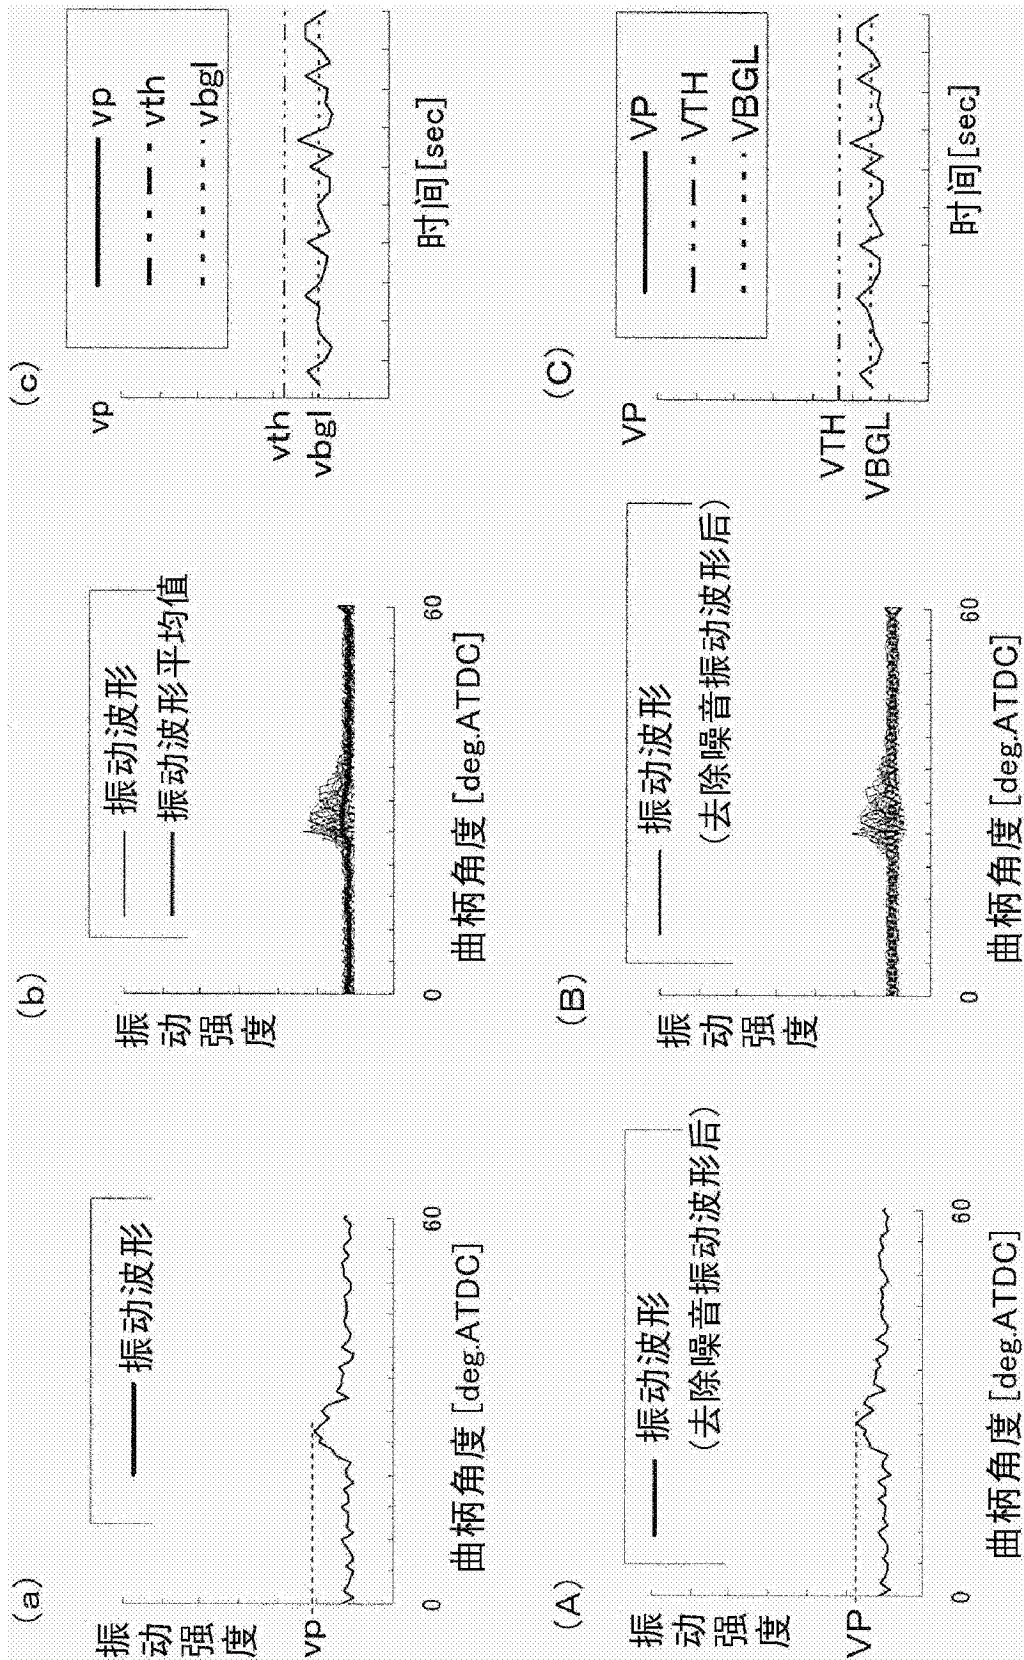 (a)
振动强度
vp
振动波形
0
60
曲柄角度 [deg.ATDC]
(b)
振动强度
振动波形
振动波形平均值
0
60
曲柄角度 [deg.ATDC]
(c)
vp
vth
vbgl
vp
vth
vbgl
时间[sec]
(A)
振动强度
VP
振动波形
(去除噪音振动波形后)
0
60
曲柄角度 [deg.ATDC]
(B)
振动强度
振动波形
(去除噪音振动波形后)
0
60
曲柄角度 [deg.ATDC]
(C)
VP
VTH
VBGL
VP
VTH
VBGL
时间[sec]